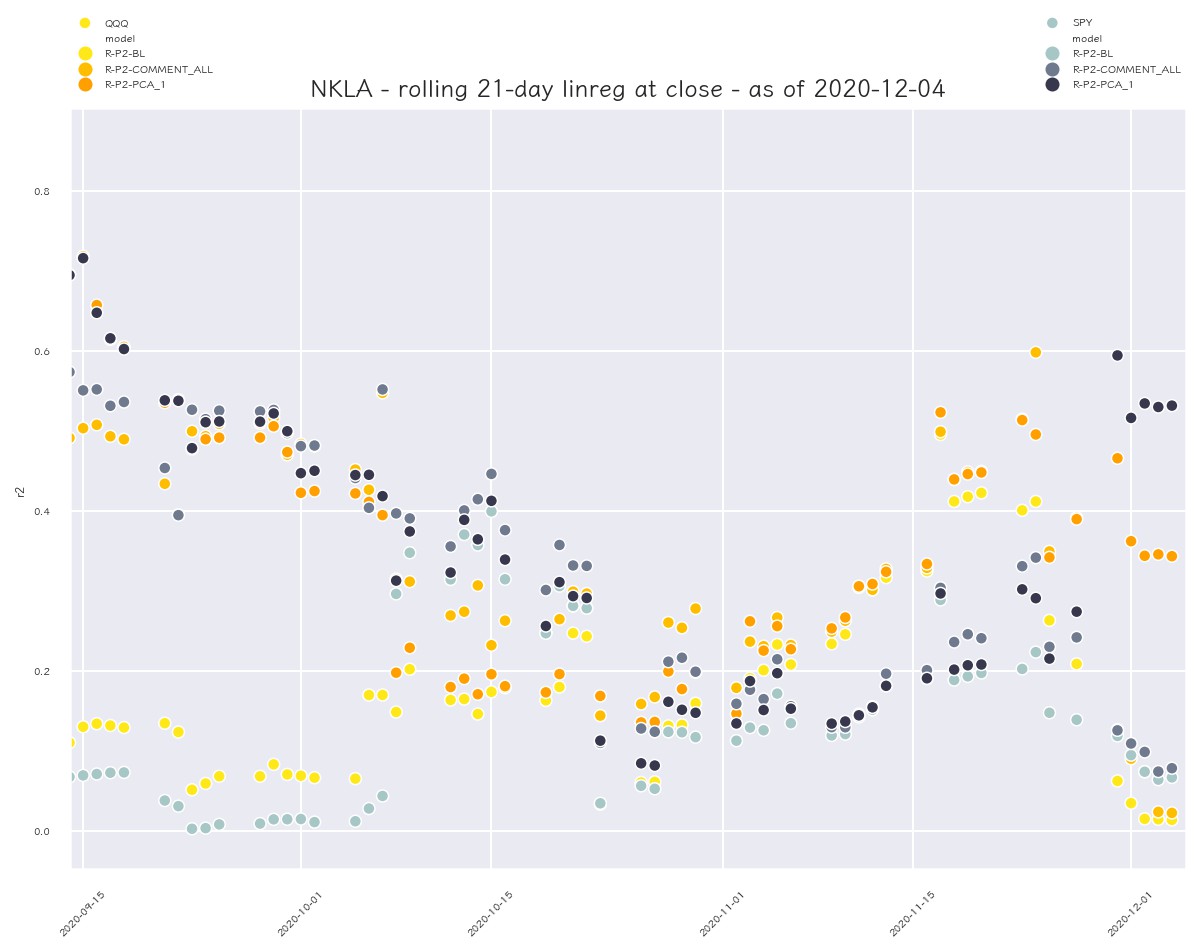 QQQ
model
R-P2-BL
R-P2-COMMENT_ALL
R-P2-PCA_1
SPY
model
R-P2-BL
R-P2-COMMENT_ALL
R-P2-PCA_1
NKLA - rolling 21-day linreg at close - as of 2020-12-04
0.8
0.6
0.4
0.2
0.0
r2
2020-09-15
2020-10-01
2020-10-15
2020-11-01
2020-11-15
2020-12-01